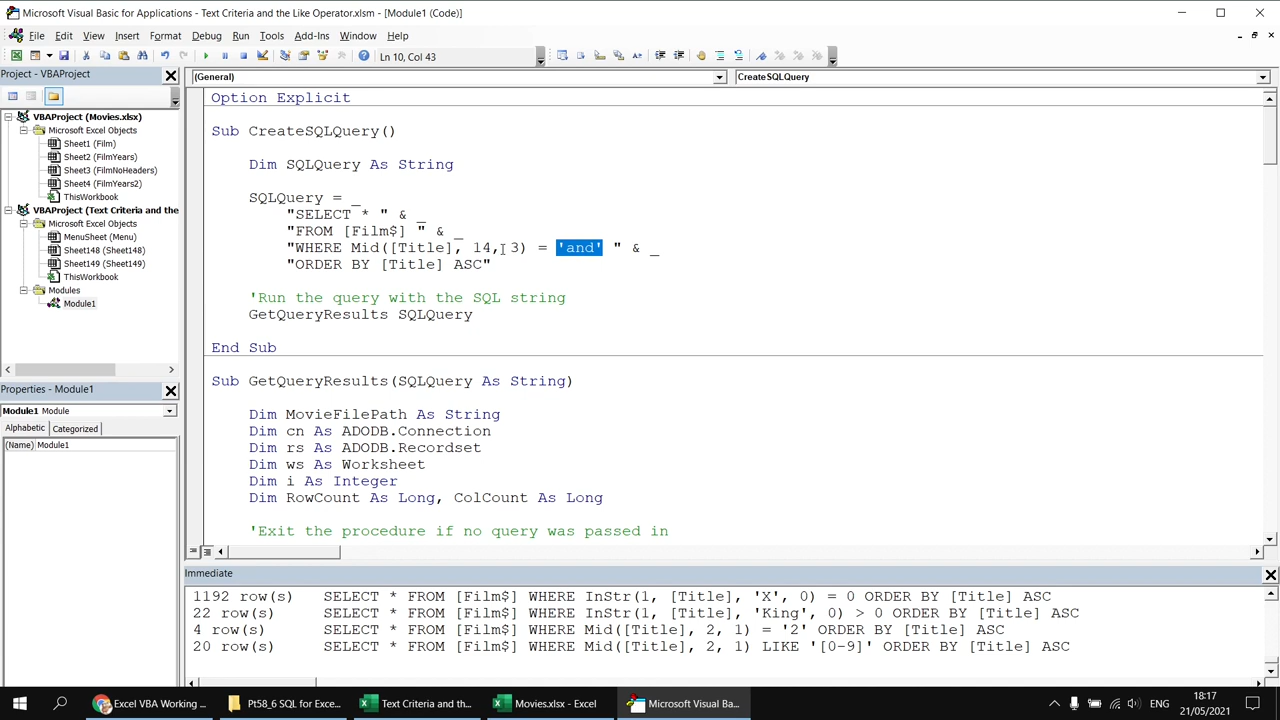 Microsoft Visual Basic for Applications - Text Criteria and the Like Operator.xlsm - [Module1 (Code)]
File Edit View Insert Format Debug Run Tools Add-Ins Window Help
Ln 10, Col 43
Project - VBAProject
(General)
CreateSQLQuery
VBAProject (Movies.xlsx)
Microsoft Excel Objects
Sheet1 (Film)
Sheet2 (FilmYears)
Sheet3 (FilmNoHeaders)
Sheet4 (FilmYears2)
ThisWorkbook
VBAProject (Text Criteria and the
Microsoft Excel Objects
MenuSheet (Menu)
Sheet148 (Sheet148)
Sheet149 (Sheet149)
ThisWorkbook
Modules
Module1
Properties - Module1
Module1 Module
Alphabetic Categorized
(Name) Module1
Option Explicit
Sub CreateSQLQuery()
Dim SQLQuery As String
SQLQuery = _
"SELECT * " & _
"FROM [Film$] " & _
"WHERE Mid([Title], 14, 3) = 'and' " & _
"ORDER BY [Title] ASC"
'Run the query with the SQL string
GetQueryResults SQLQuery
End Sub
Sub GetQueryResults(SQLQuery As String)
Dim MovieFilePath As String
Dim cn As ADODB.Connection
Dim rs As ADODB.Recordset
Dim ws As Worksheet
Dim i As Integer
Dim RowCount As Long, ColCount As Long
'Exit the procedure if no query was passed in
Immediate
1192 row(s) SELECT * FROM [Film$] WHERE InStr(1, [Title], 'X', 0) = 0 ORDER BY [Title] ASC
22 row(s) SELECT * FROM [Film$] WHERE InStr(1, [Title], 'King', 0) > 0 ORDER BY [Title] ASC
4 row(s) SELECT * FROM [Film$] WHERE Mid([Title], 2, 1) = '2' ORDER BY [Title] ASC
20 row(s) SELECT * FROM [Film$] WHERE Mid([Title], 2, 1) LIKE '[0-9]' ORDER BY [Title] ASC
Excel VBA Working ... Pt58_6 SQL for Exce... Text Criteria and th... Movies.xlsx - Excel Microsoft Visual Ba...
ENG
18:17
21/05/2021